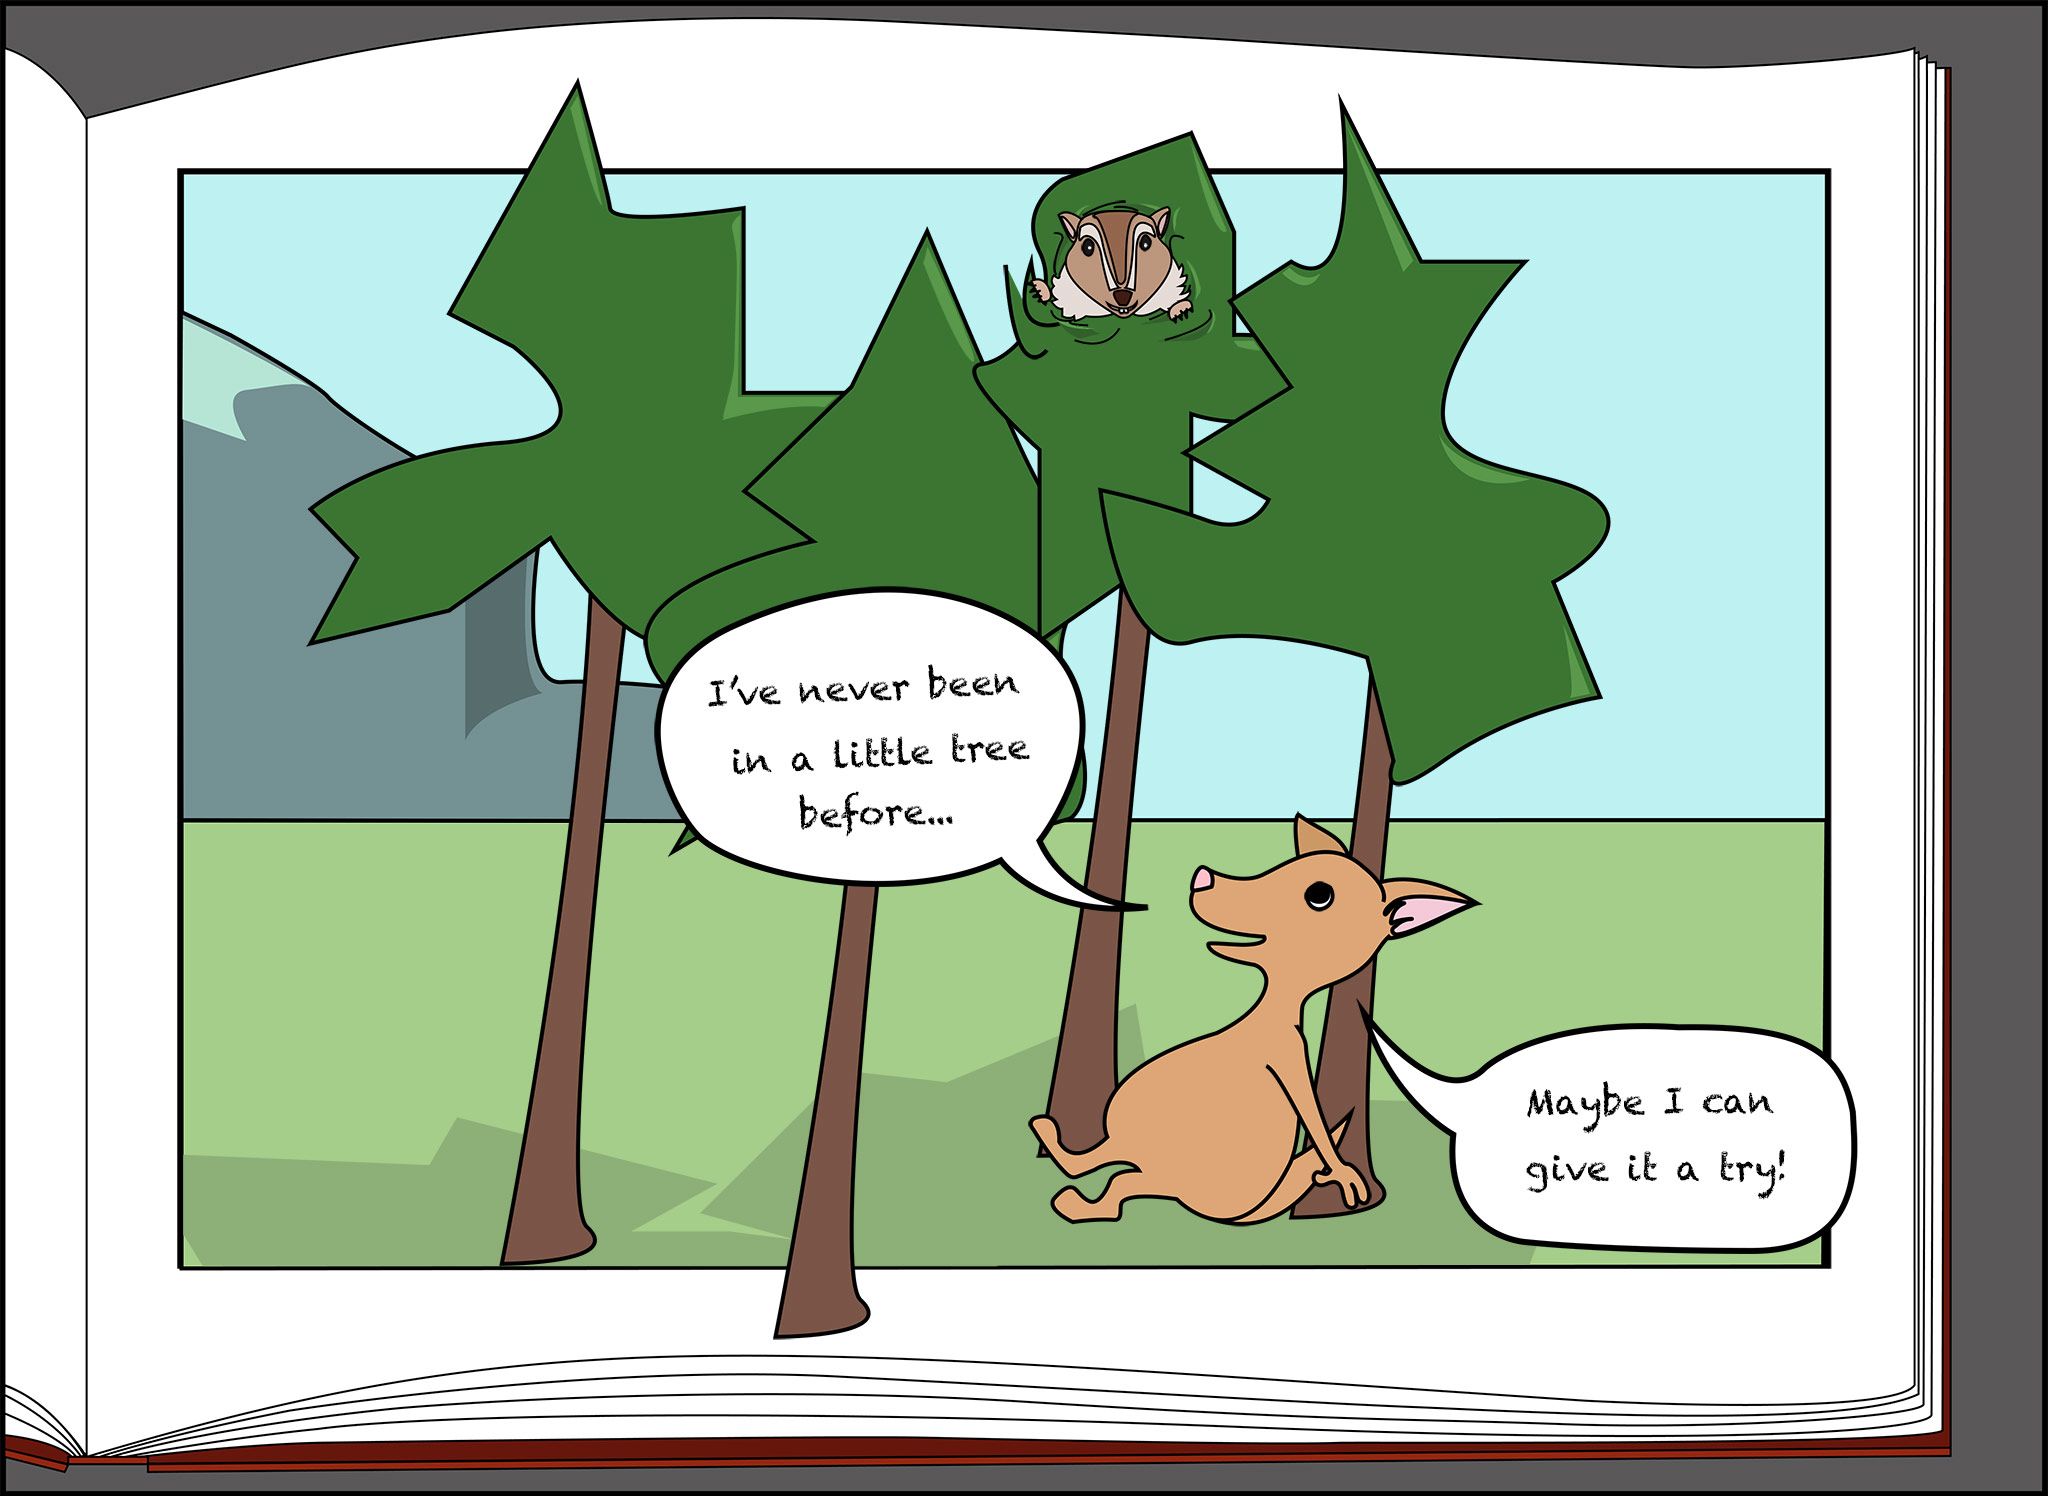 I've never been
in a little tree
before...
Maybe I can
give it a try!